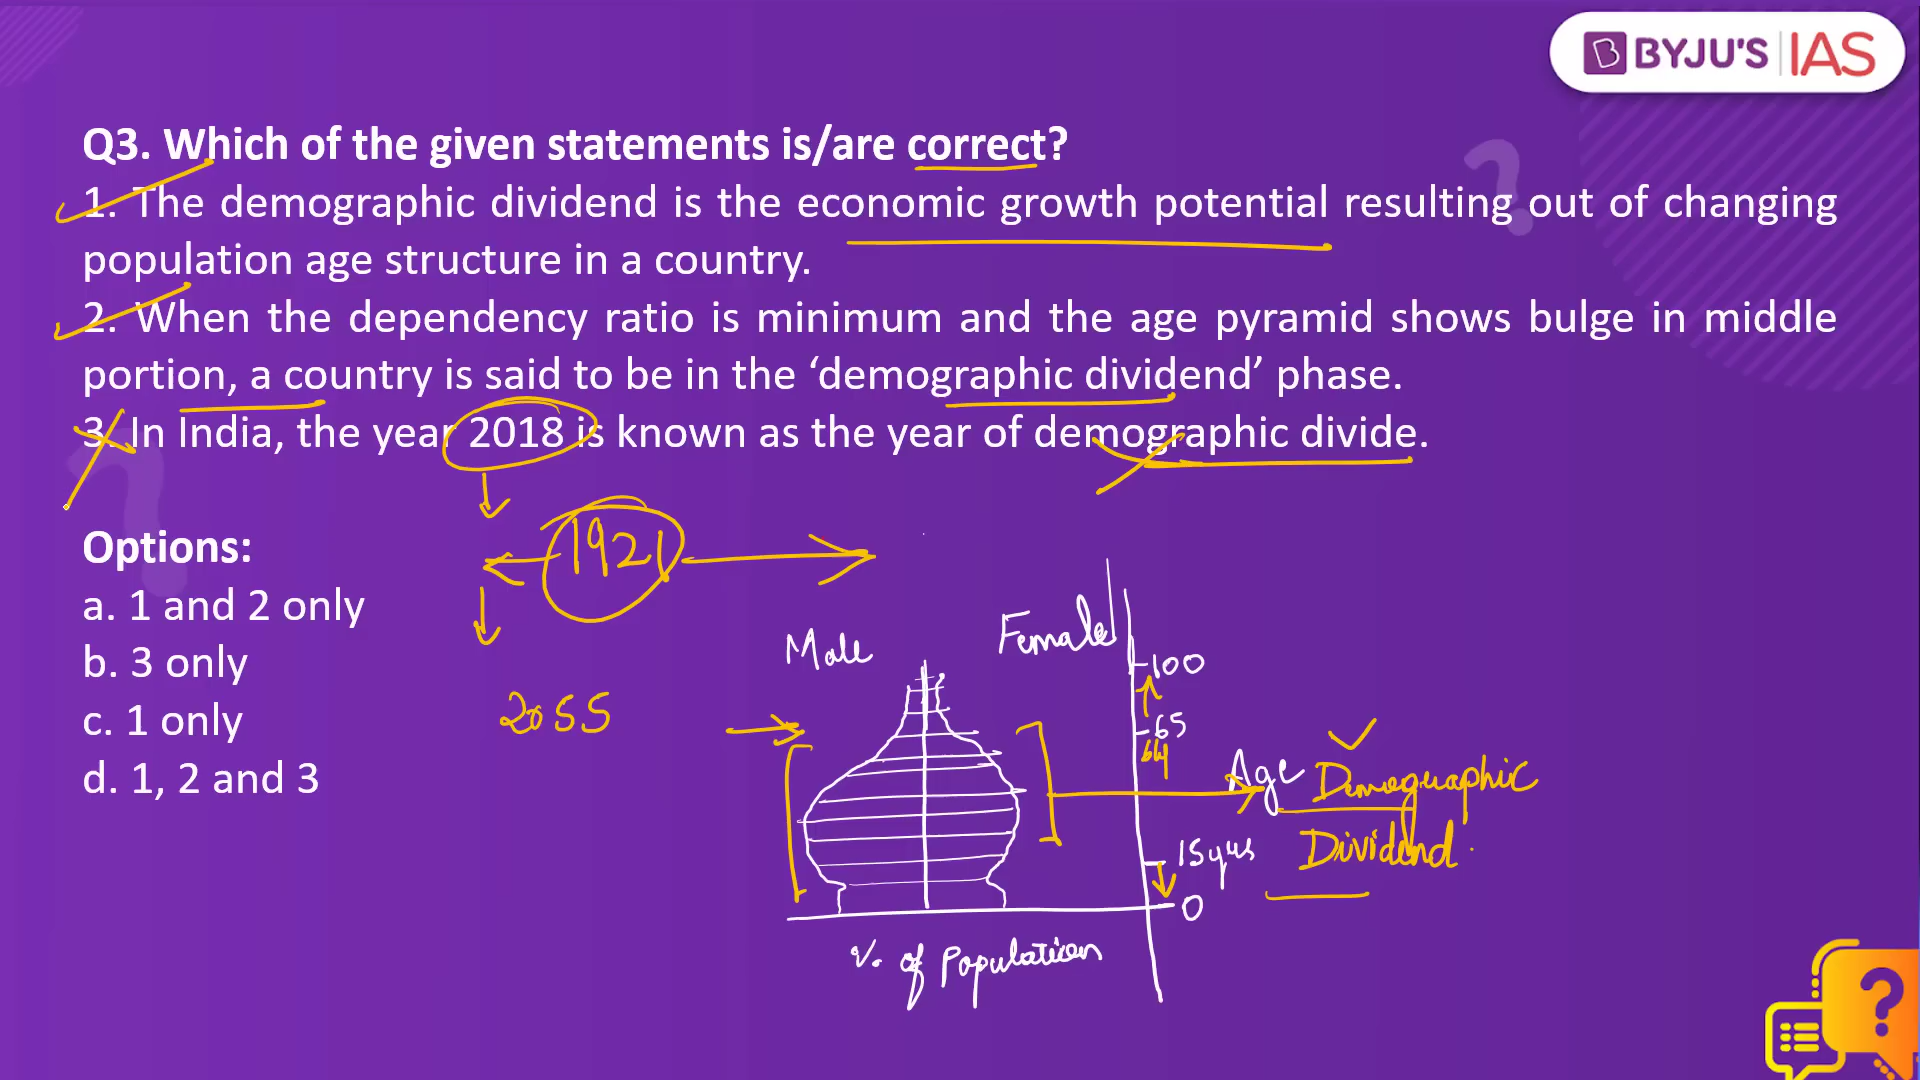 BYJU'S IAS
Q3. Which of the given statements is/are correct?
1. The demographic dividend is the economic growth potential resulting out of changing
population age structure in a country.
2. When the dependency ratio is minimum and the age pyramid shows bulge in middle
portion, a country is said to be in the ‘demographic dividend’ phase.
3. In India, the year 2018 is known as the year of demographic divide.
1921
Options:
a. 1 and 2 only
b. 3 only
c. 1 only
d. 1, 2 and 3
2055
Male
Female
100
65
64
Age
Demographic
Dividend
15 yrs
0
% of Population